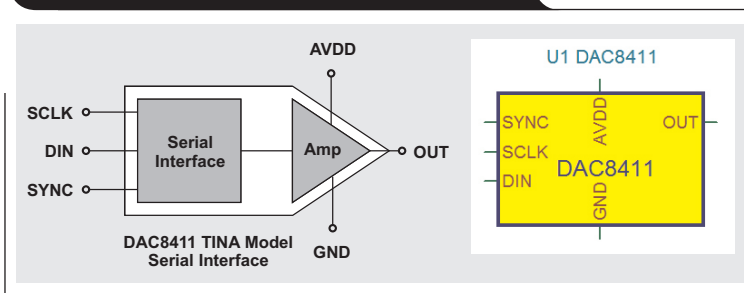 AVDD
SCLK
DIN
SYNC
Serial
Interface
Amp
OUT
GND
DAC8411 TINA Model
Serial Interface
U1 DAC8411
SYNC
SCLK
DIN
AVDD
OUT
DAC8411
GND